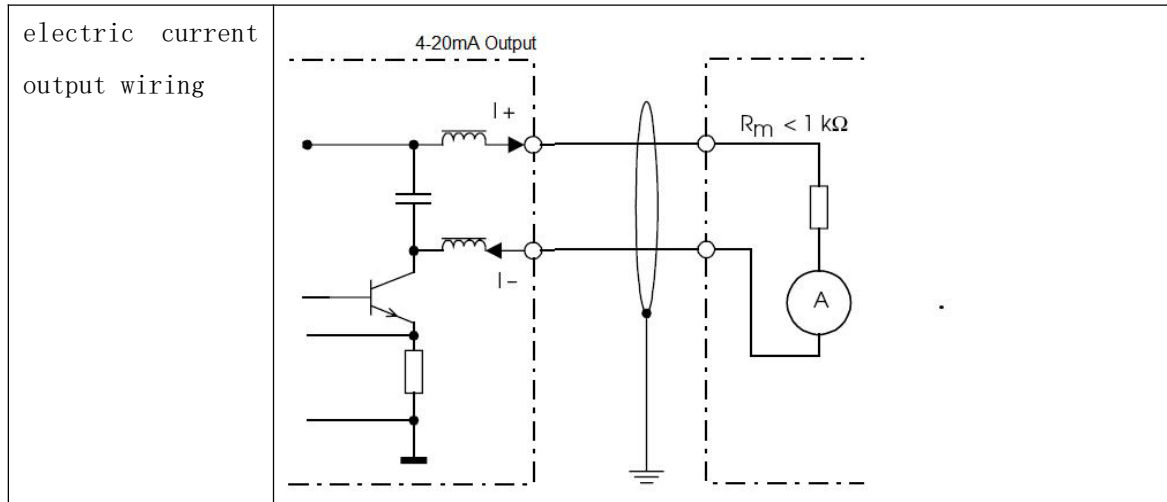 electric current
output wiring
4-20mA Output
I+
Rm < 1 kΩ
I-
A